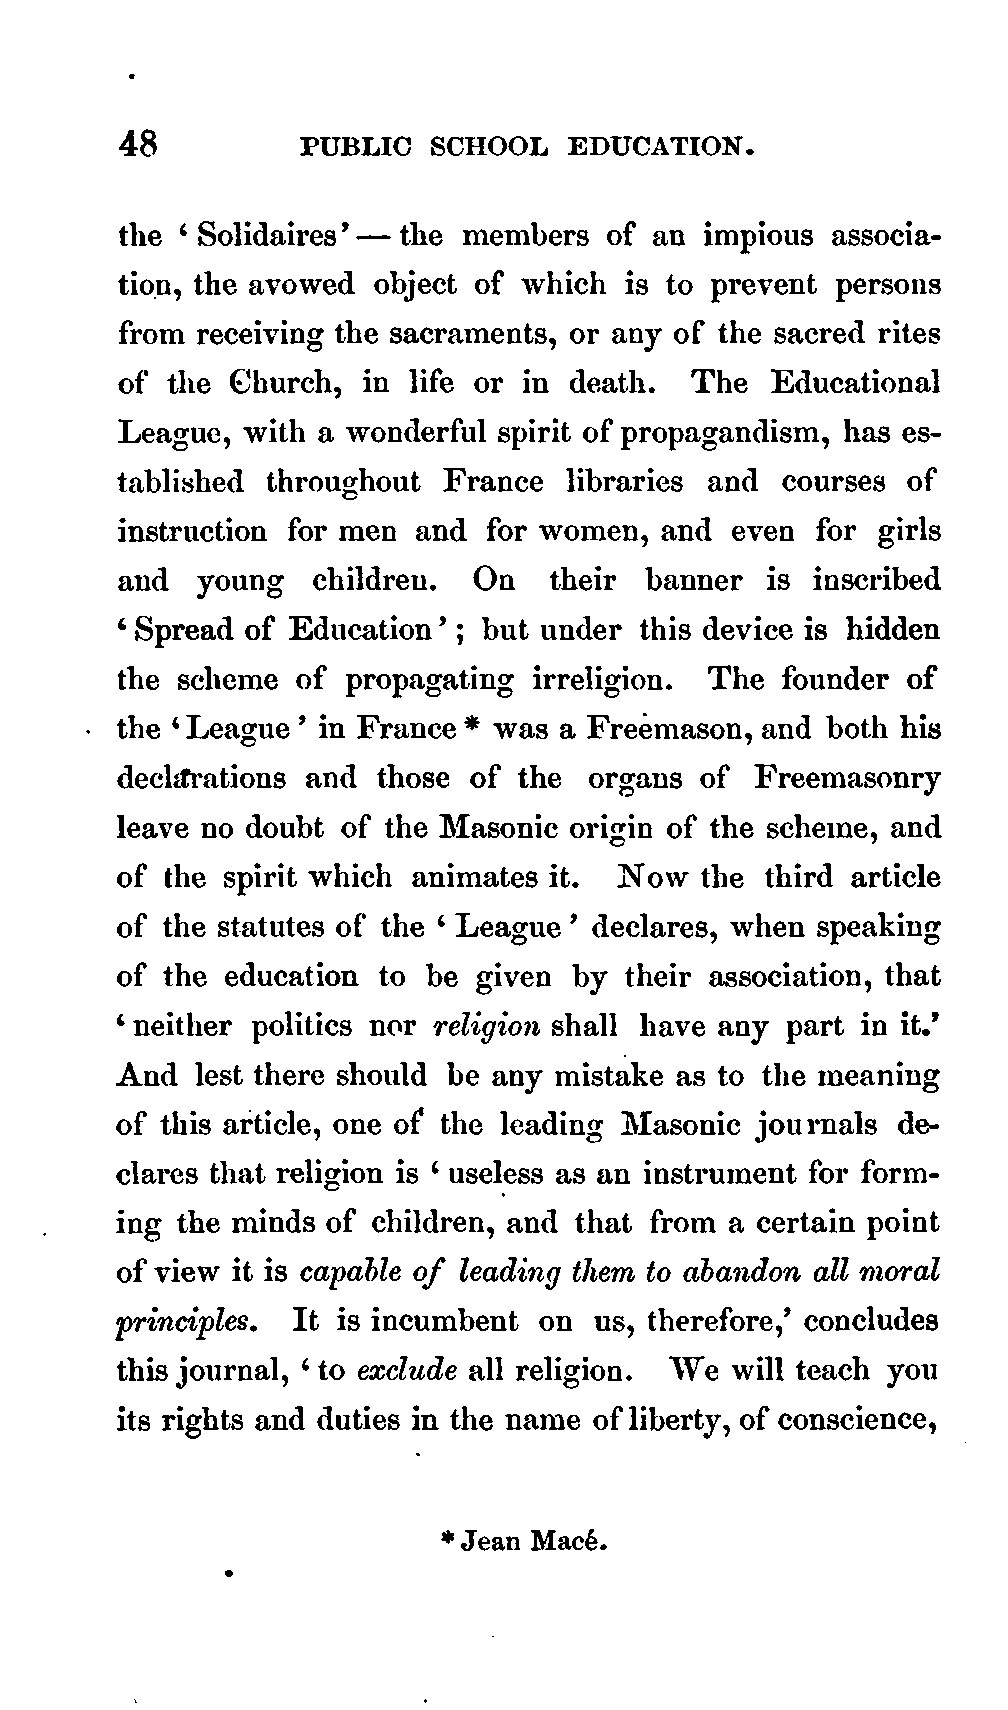 48 PUBLIC SCHOOL EDUCATION.
the ‘ Solidaires’ — the members of an impious associa-
tion, the avowed object of which is to prevent persons
from receiving the sacraments, or any of the sacred rites
of the Church, in life or in death. The Educational
League, with a wonderful spirit of propagandism, has es-
tablished throughout France libraries and courses of
instruction for men and for women, and even for girls
and young children. On their banner is inscribed
‘ Spread of Education ’ ; but under this device is hidden
the scheme of propagating irreligion. The founder of
the ‘ League ’ in France * was a Freemason, and both his
declarations and those of the organs of Freemasonry
leave no doubt of the Masonic origin of the scheme, and
of the spirit which animates it. Now the third article
of the statutes of the ‘ League ’ declares, when speaking
of the education to be given by their association, that
‘ neither politics nor religion shall have any part in it.’
And lest there should be any mistake as to the meaning
of this article, one of the leading Masonic journals de-
clares that religion is ‘ useless as an instrument for form-
ing the minds of children, and that from a certain point
of view it is capable of leading them to abandon all moral
principles. It is incumbent on us, therefore,’ concludes
this journal, ‘ to exclude all religion. We will teach you
its rights and duties in the name of liberty, of conscience,
* Jean Macé.